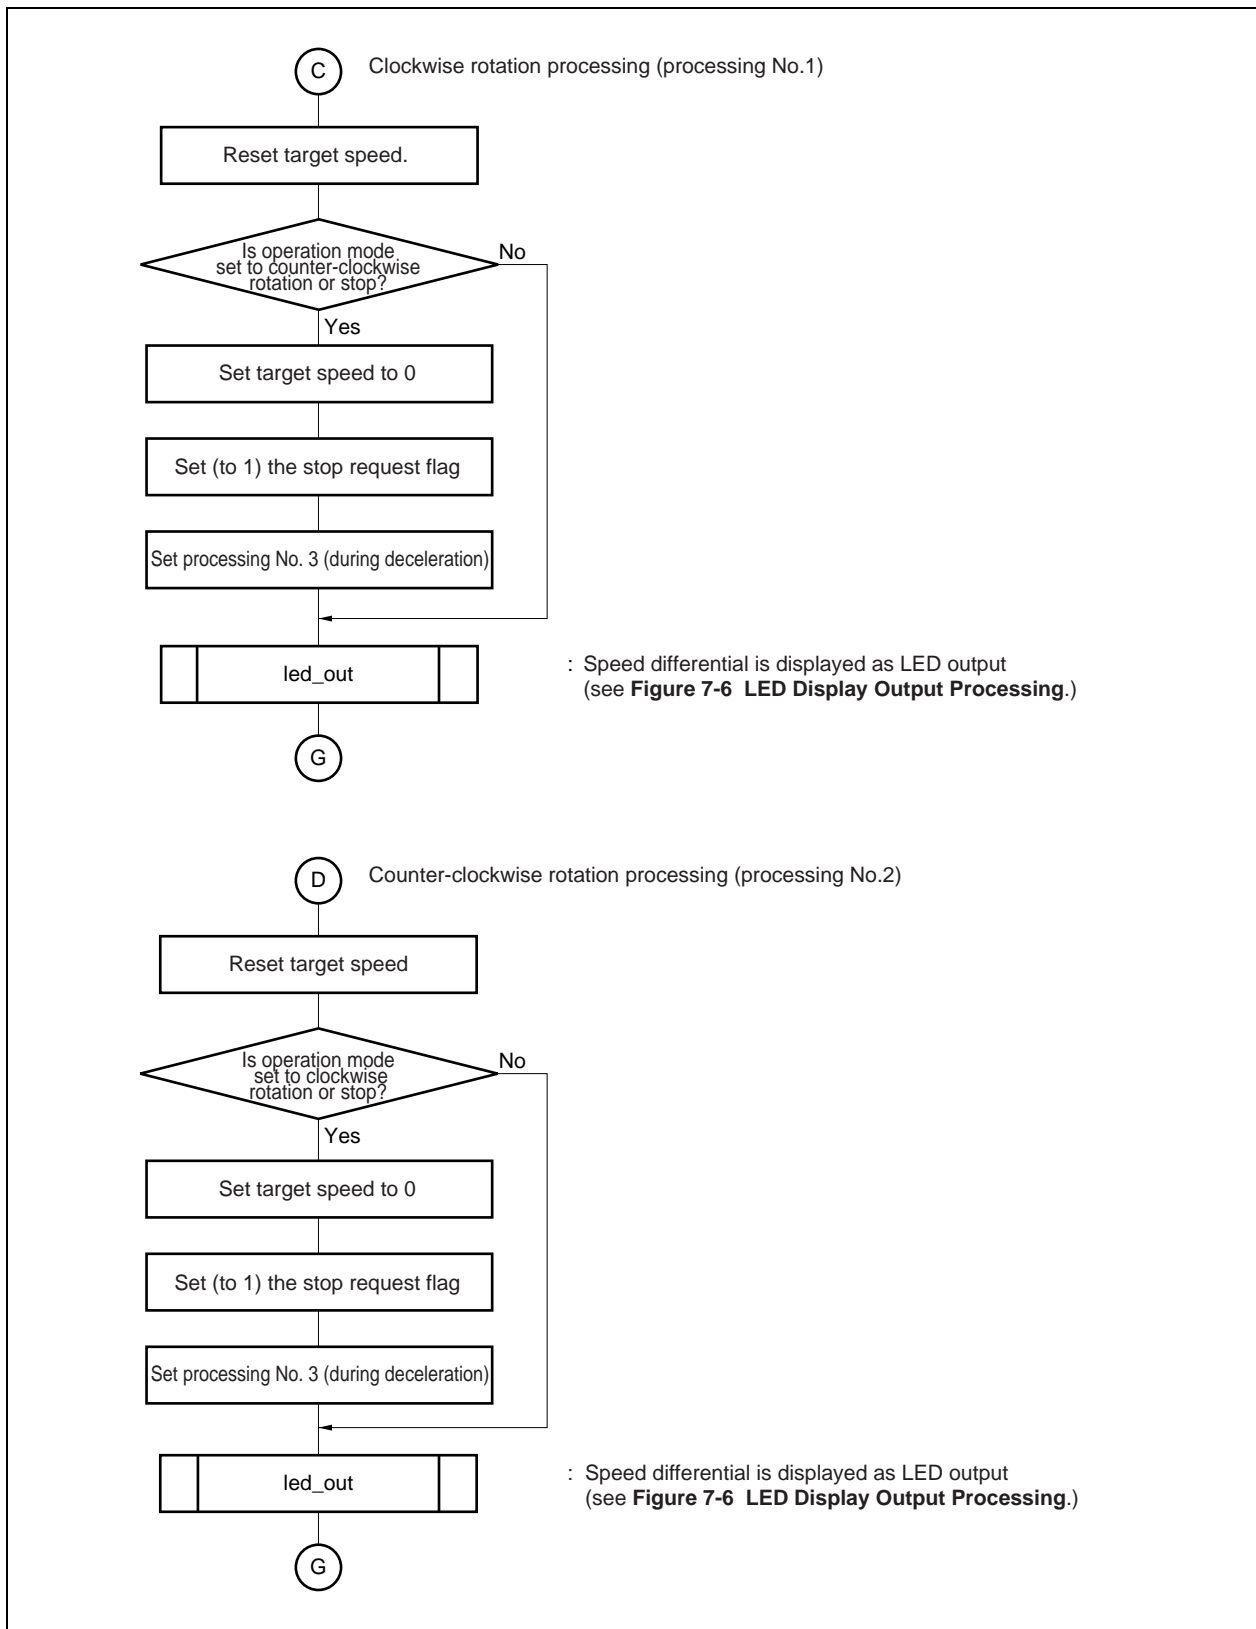 C
Clockwise rotation processing (processing No.1)
Reset target speed.
Is operation mode
set to counter-clockwise
rotation or stop?
No
Yes
Set target speed to 0
Set (to 1) the stop request flag
Set processing No. 3 (during deceleration)
led_out
: Speed differential is displayed as LED output
(see Figure 7-6 LED Display Output Processing.)
G
D
Counter-clockwise rotation processing (processing No.2)
Reset target speed
Is operation mode
set to clockwise
rotation or stop?
No
Yes
Set target speed to 0
Set (to 1) the stop request flag
Set processing No. 3 (during deceleration)
led_out
: Speed differential is displayed as LED output
(see Figure 7-6 LED Display Output Processing.)
G